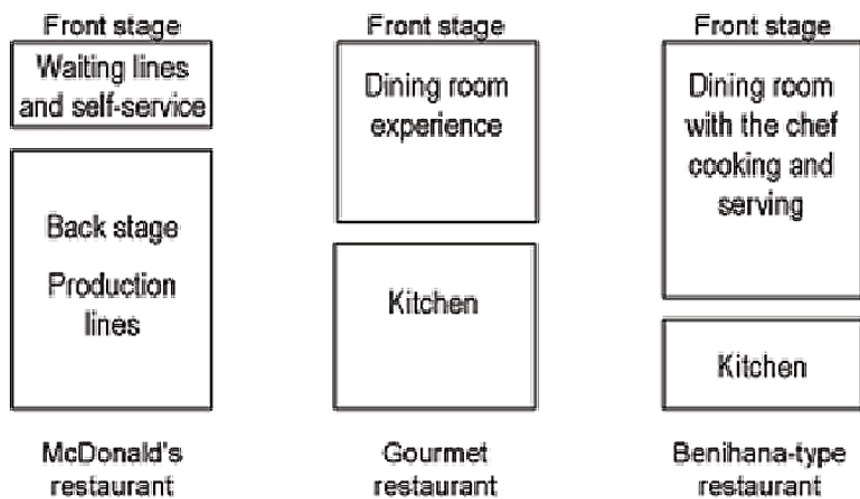 Front stage
Waiting lines
and self-service
Back stage
Production
lines
McDonald's
restaurant
Front stage
Dining room
experience
Kitchen
Gourmet
restaurant
Front stage
Dining room
with the chef
cooking and
serving
Kitchen
Benihana-type
restaurant